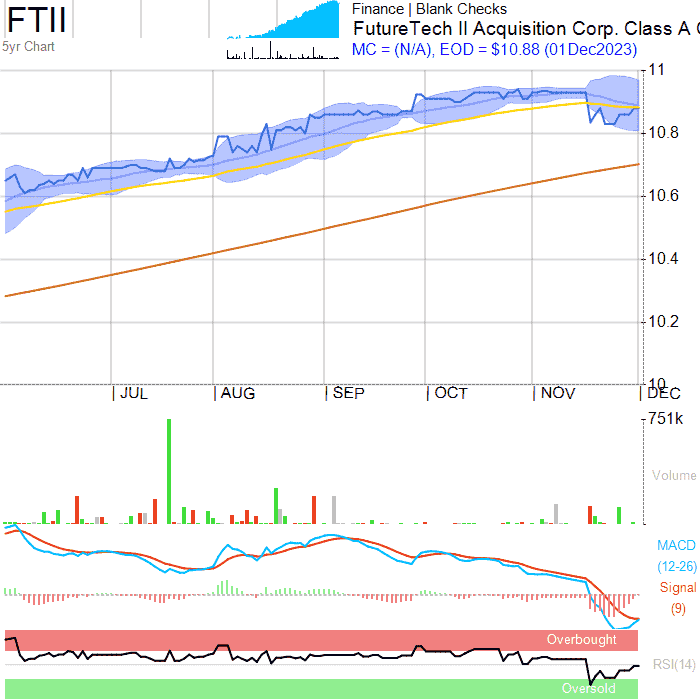 FTII
5yr Chart
Finance | Blank Checks
FutureTech II Acquisition Corp. Class A
MC = (N/A), EOD = $10.88 (01Dec2023)
11
10.8
10.6
10.4
10.2
10
JUL
AUG
SEP
OCT
NOV
DEC
751k
Volume
MACD
(12-26)
Signal
(9)
Overbought
RSI(14)
Oversold